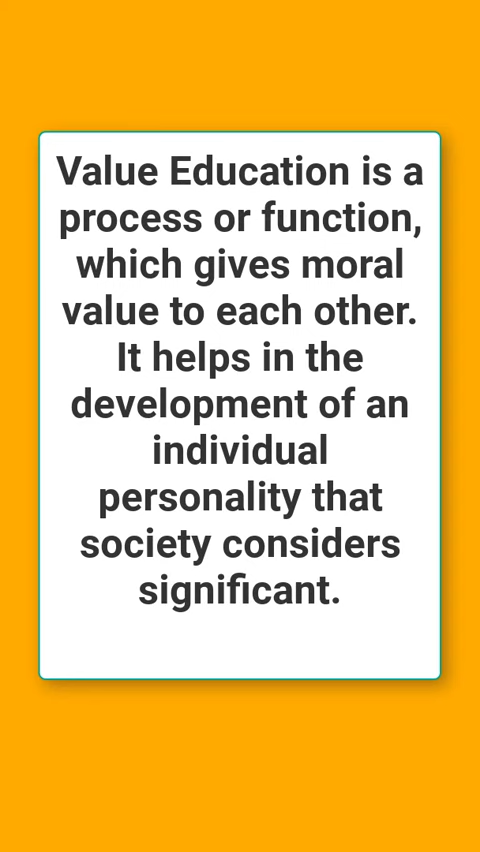 Value Education is a
process or function,
which gives moral
value to each other.
It helps in the
development of an
individual
personality that
society considers
significant.